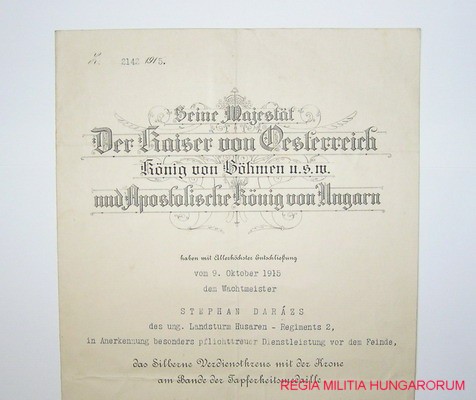 Z. 2142 1915.
Seine Majestät
Der Kaiser von Oesterreich
König von Böhmen u.s.w.
und Apostolische König von Ungarn
haben mit Allerhöchster Entschließung
vom 9. Oktober 1915
dem Wachtmeister
STEPHAN DARÁZS
des ung. Landsturm Husaren - Regiments 2,
in Anerkennung besonders pflichttreuer Dienstleistung vor dem Feinde,
das Silberne Verdienstkreuz mit der Krone
am Bande der Tapferkeitsmedaille
REGIA MILITIA HUNGARORUM